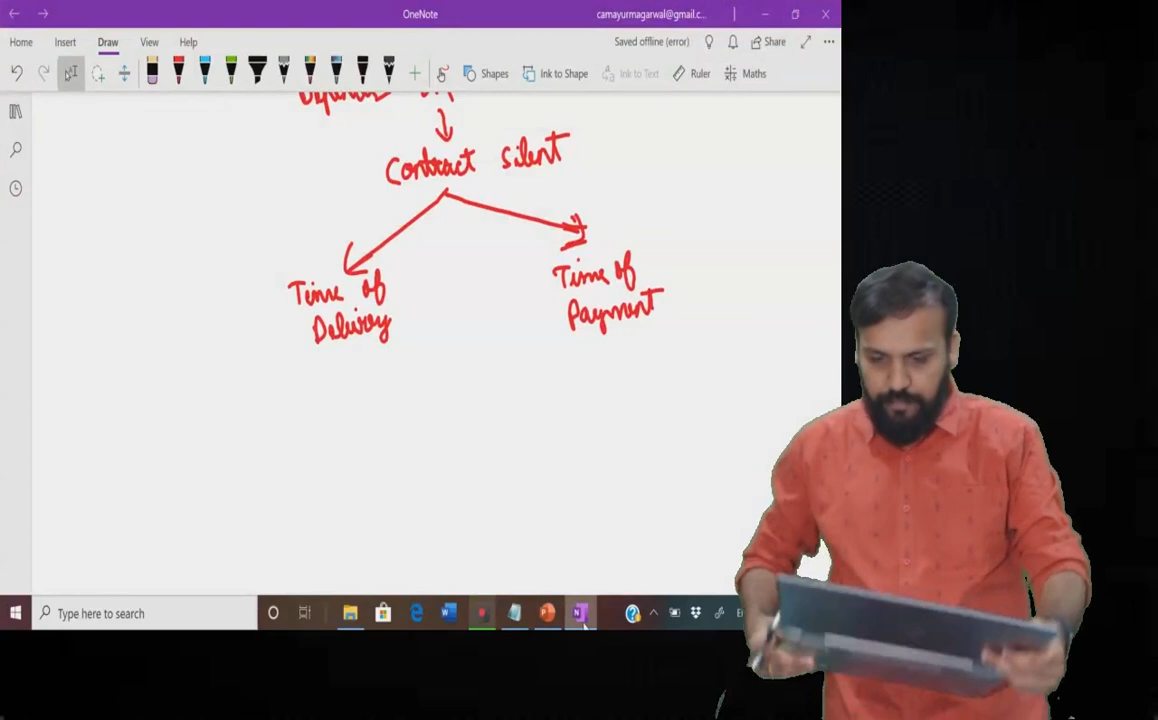 OneNote
camayurmagarwal@gmail.c...
Home Insert Draw View Help
Saved offline (error) Share
Shapes Ink to Shape Ink to Text Ruler Maths
Contract Silent
Time of
Delivery
Time of
Payment
Type here to search